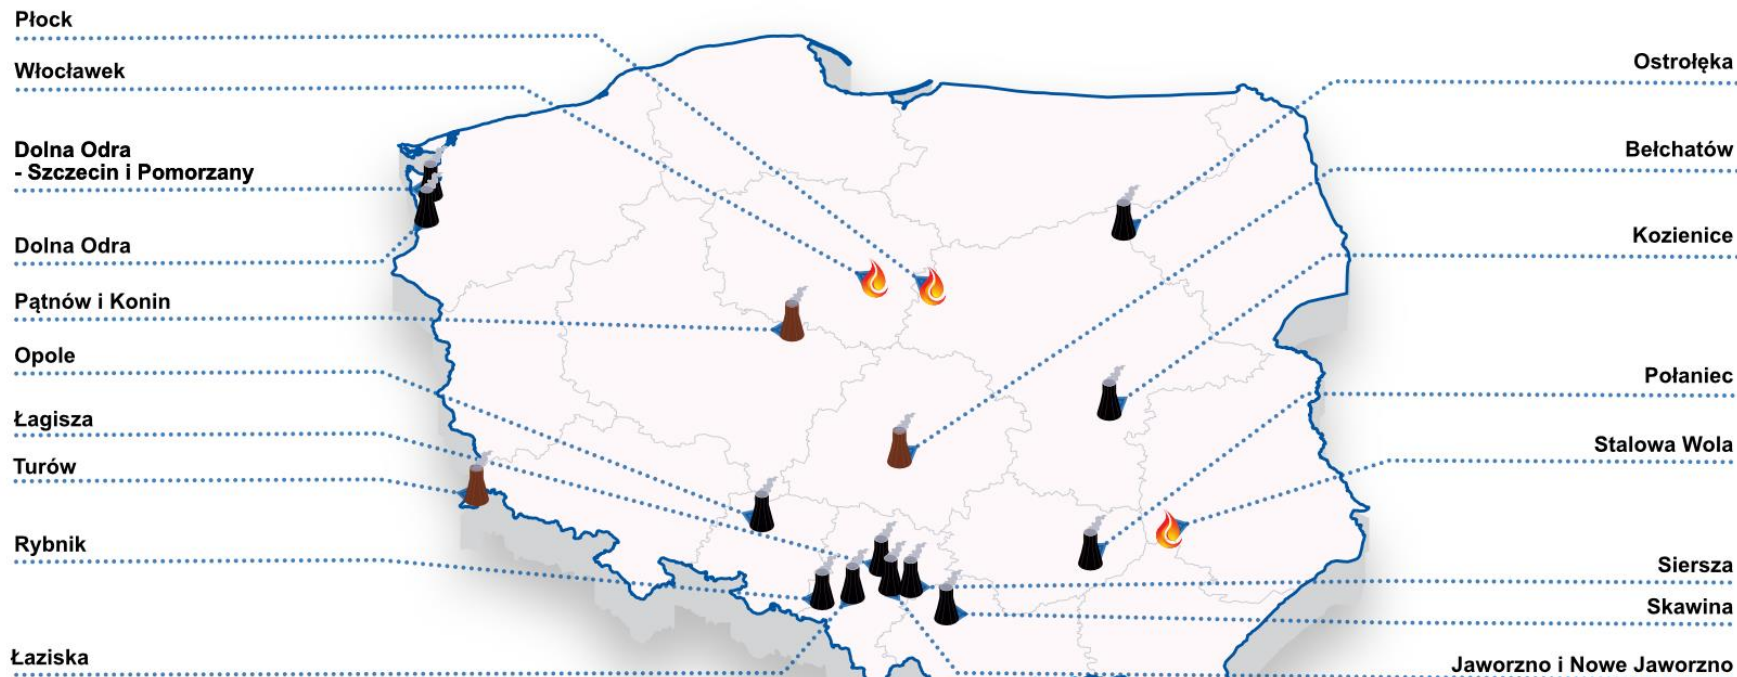 Płock
Włocławek
Dolna Odra
- Szczecin i Pomorzany
Dolna Odra
Pątnów i Konin
Opole
Łagisza
Turów
Rybnik
Łaziska
Ostrołęka
Bełchatów
Kozienice
Połaniec
Stalowa Wola
Siersza
Skawina
Jaworzno i Nowe Jaworzno